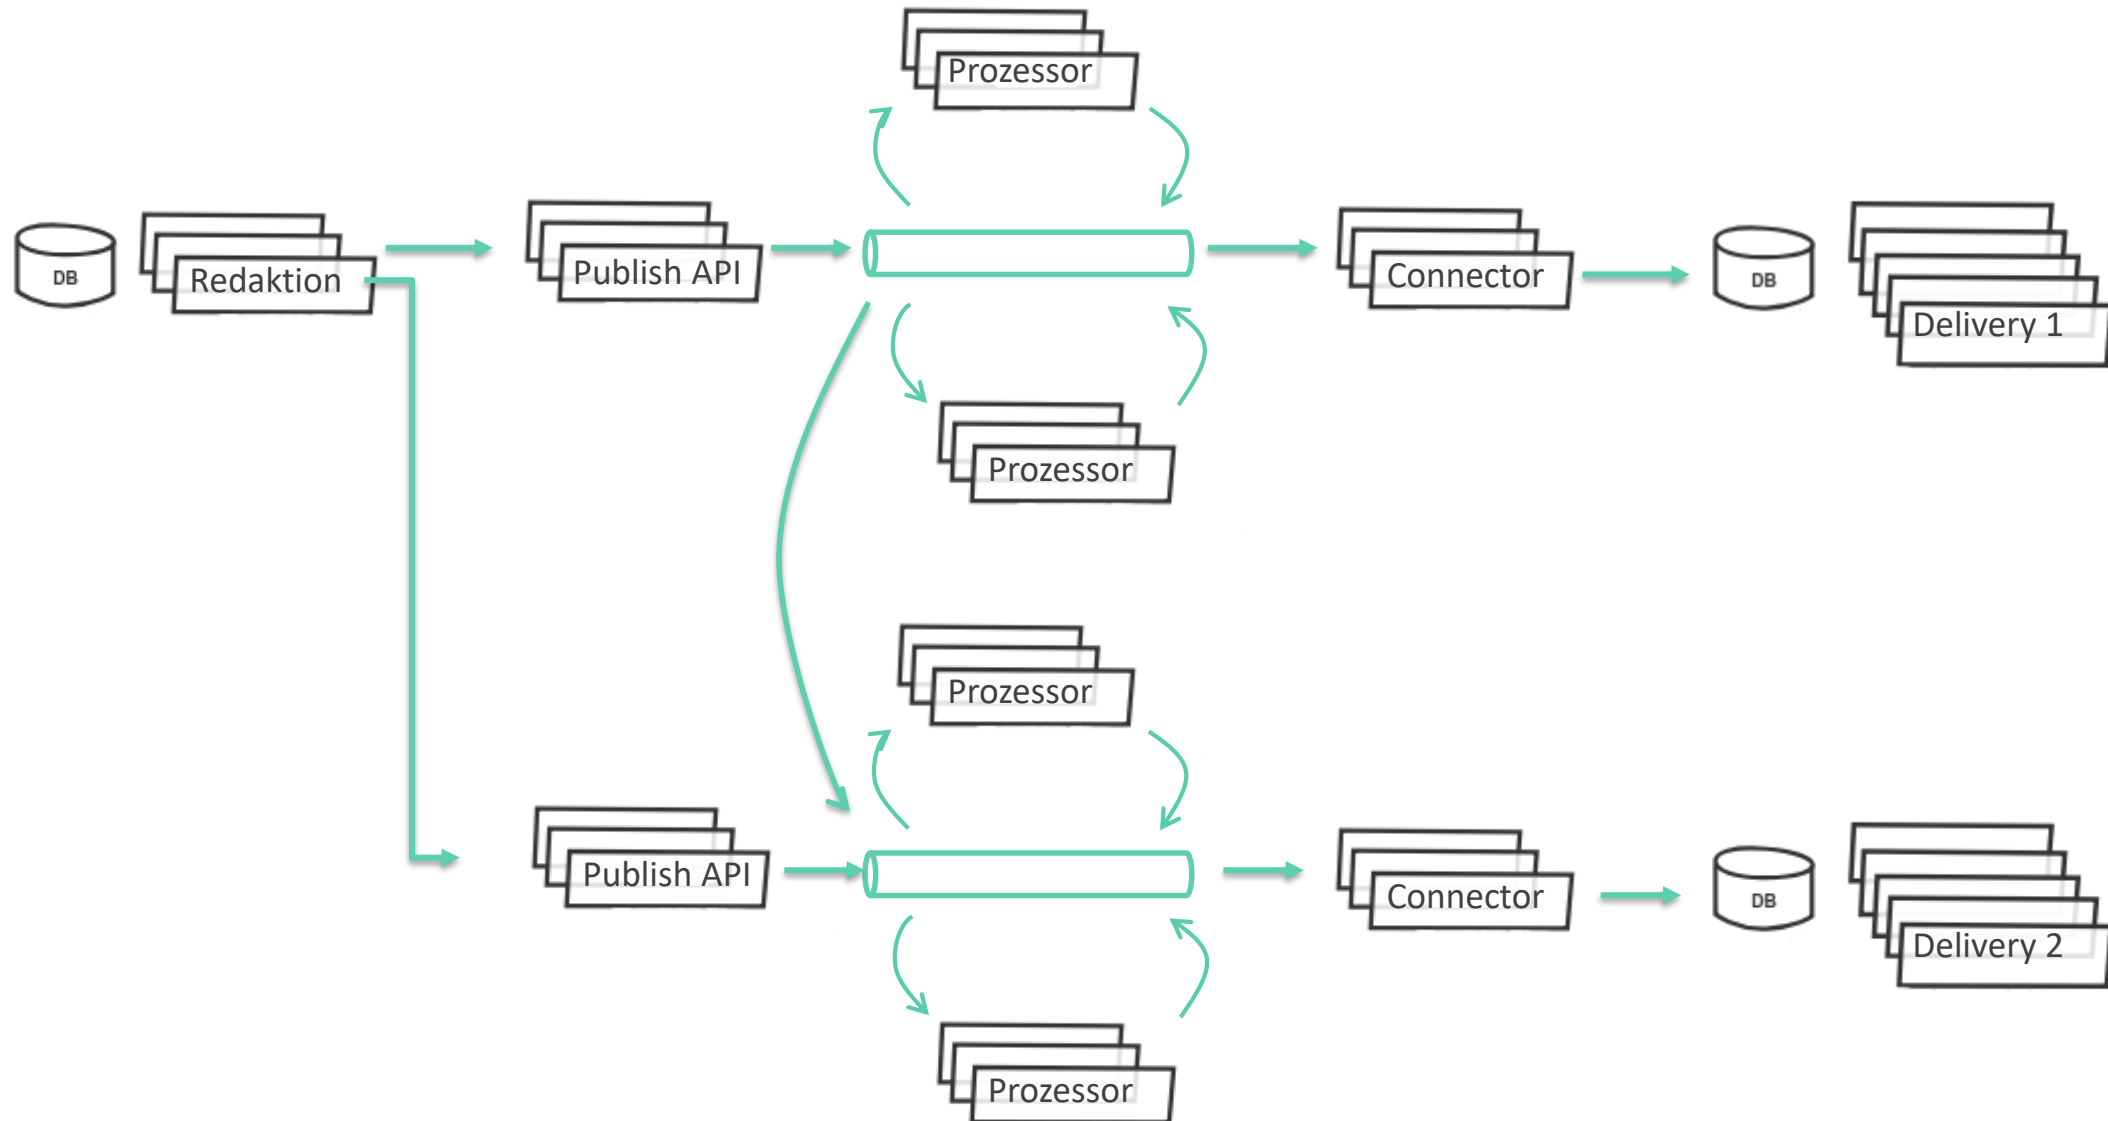 Prozessor
DB
Redaktion
Publish API
Connector
DB
Delivery 1
Prozessor
Prozessor
Publish API
Connector
DB
Delivery 2
Prozessor